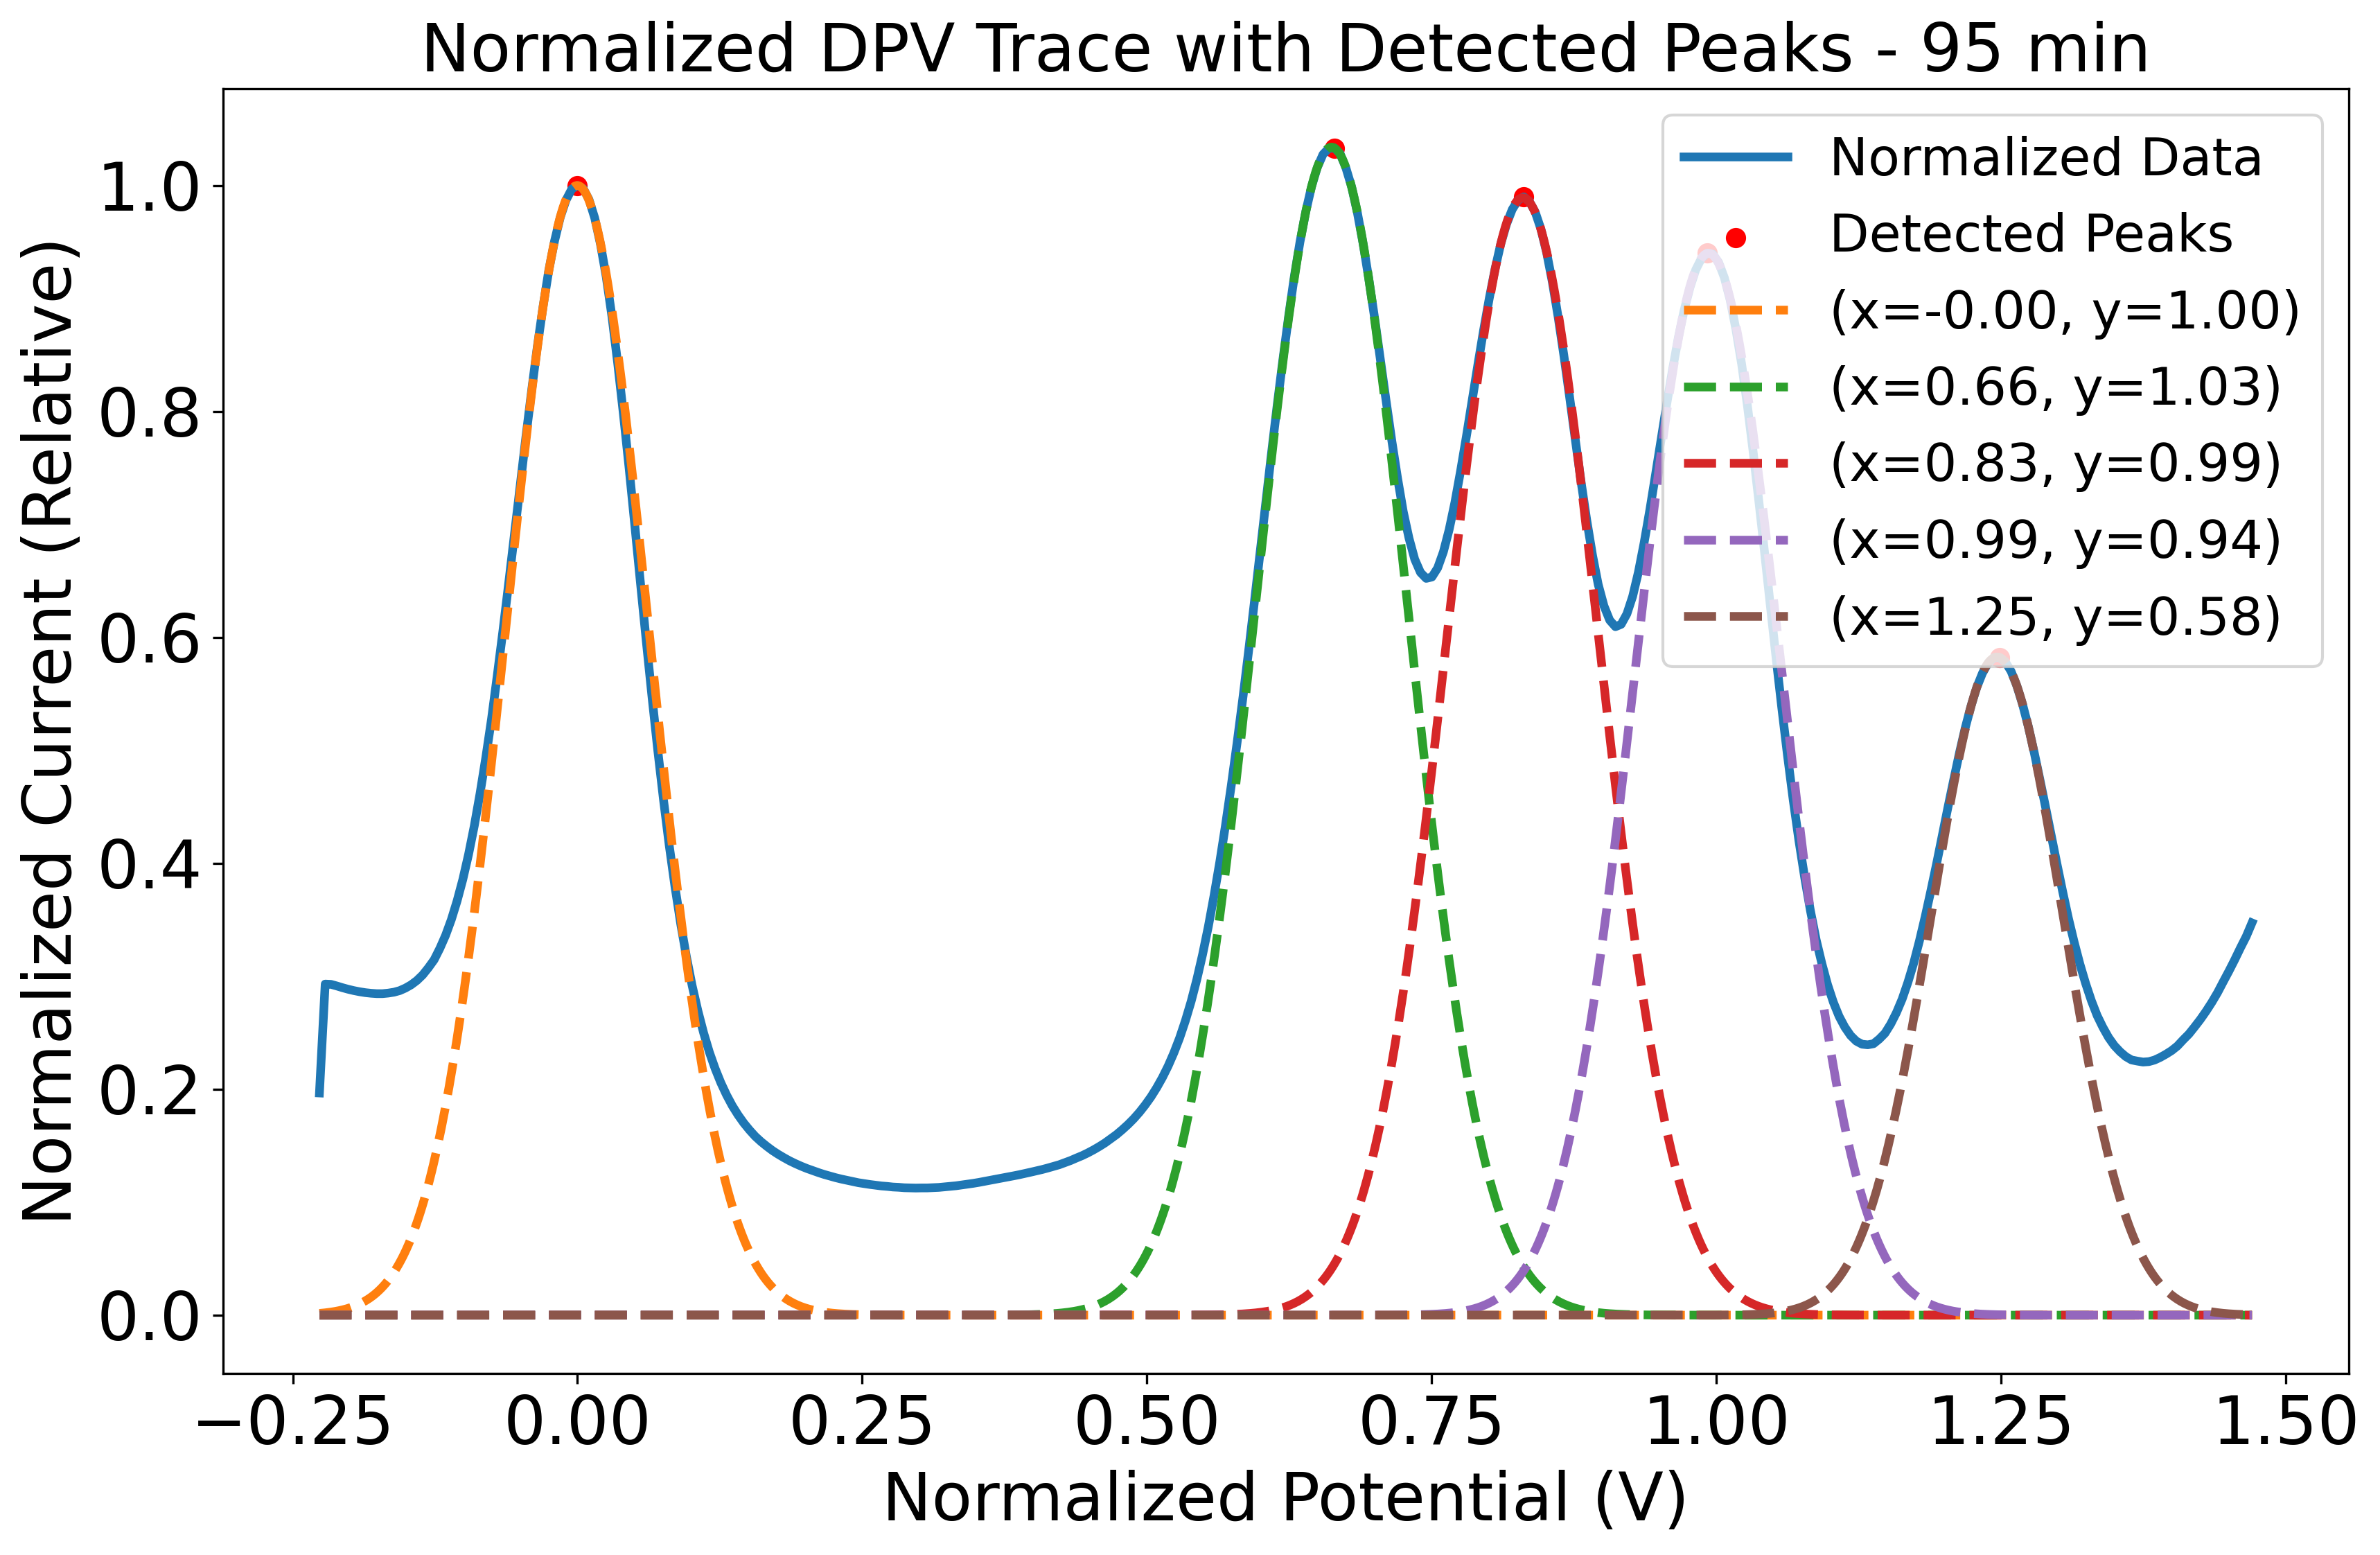 Normalized DPV Trace with Detected Peaks - 95 min
Normalized Current (Relative)
1.0
0.8
0.6
0.4
0.2
0.0
Normalized Data
Detected Peaks
(x=-0.00, y=1.00)
(x=0.66, y=1.03)
(x=0.83, y=0.99)
(x=0.99, y=0.94)
(x=1.25, y=0.58)
−0.25 0.00 0.25 0.50 0.75 1.00 1.25 1.50
Normalized Potential (V)